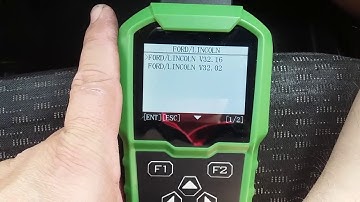 FORD/LINCOLN
FORD/LINCOLN V32.16
FORD/LINCOLN V32.02
[ENT][ESC] [1/2]
F1 F2